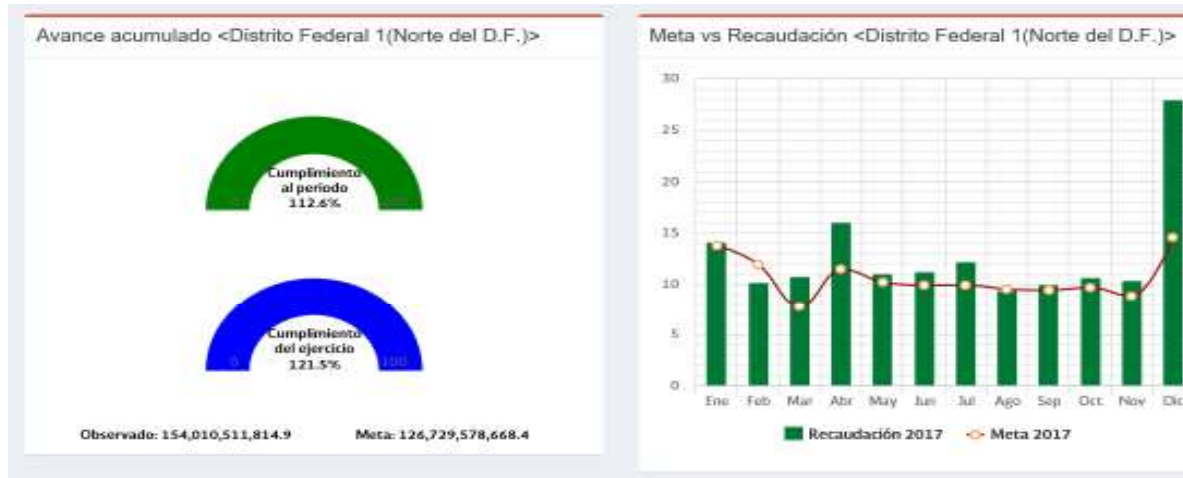 Avance acumulado <Distrito Federal 1(Norte del D.F.)>
Cumplimiento
al periodo
112.6%
Cumplimiento
del ejercicio
0
121.5%
100
Observado: 154,010,511,814.9
Meta: 126,729,578,668.4
Meta vs Recaudación <Distrito Federal 1(Norte del D.F.)>
30
25
20
15
10
5
0
Ene Feb Mar Abr May Jun Jul Ago Sep Oct Nov Dic
Recaudación 2017
Meta 2017